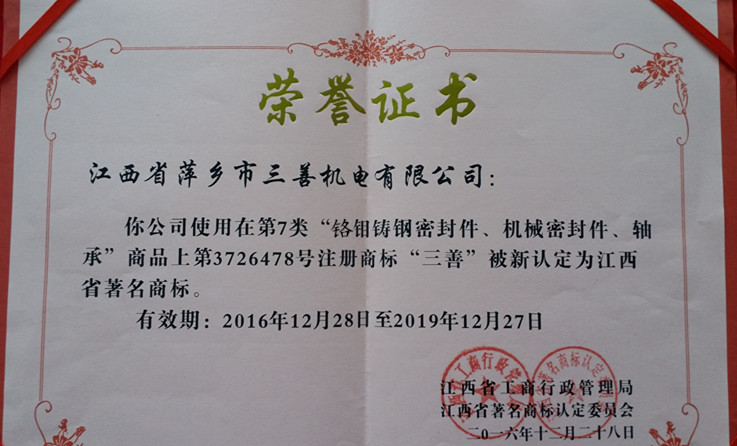 荣誉证书
江西省萍乡市三善机电有限公司：
你公司使用在第7类“铬钼铸钢密封件、机械密封件、轴
承”商品上第3726478号注册商标“三善”被新认定为江西
省著名商标。
有效期：2016年12月28日至2019年12月27日
江西省工商行政管理局
江西省著名商标认定委员会
二〇一六年十二月二十八日